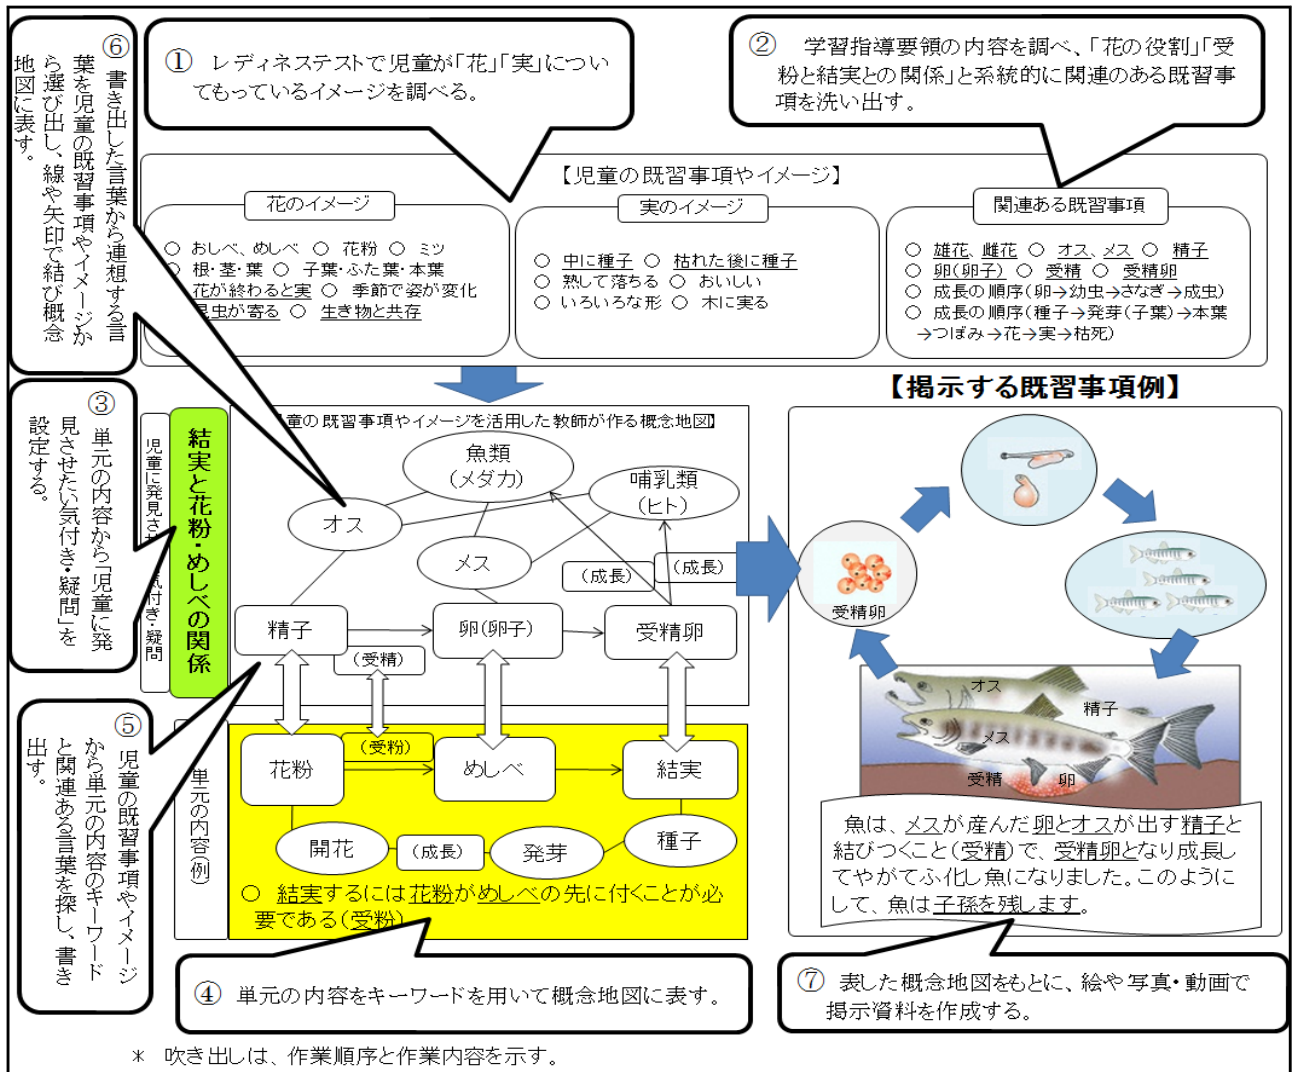 ① レディネステストで児童が「花」「実」につい
てもっているイメージを調べる。
② 学習指導要領の内容を調べ、「花の役割」「受
粉と結実との関係」と系統的に関連のある既習事
項を洗い出す。
⑥ 書き出した言葉から連想する言
葉を児童の既習事項やイメージか
ら選び出し、線や矢印で結び概念
地図に表す。
【児童の既習事項やイメージ】
花のイメージ
○ おしべ、めしべ ○ 花粉 ○ ミツ
○ 根・茎・葉 ○ 子葉・ふた葉・本葉
花が終わると実 ○ 季節で姿が変化
昆虫が寄る ○ 生き物と共存
実のイメージ
○ 中に種子 ○ 枯れた後に種子
○ 熟して落ちる ○ おいしい
○ いろいろな形 ○ 木に実る
関連ある既習事項
○ 雄花、雌花 ○ オス、メス ○ 精子
○ 卵(卵子) ○ 受精 ○ 受精卵
○ 成長の順序(卵→幼虫→さなぎ→成虫)
○ 成長の順序(種子→発芽(子葉)→本葉
→つぼみ→花→実→枯死)
③ 単元の内容から「児童に発
見させたい気付き・疑問」を
設定する。
児童に発見さ
気付き・疑問
結実と花粉・めしべの関係
児童の既習事項やイメージを活用した教師が作る概念地図】
魚類
(メダカ)
哺乳類
(ヒト)
オス
メス
(成長)
(成長)
精子
卵(卵子)
受精卵
(受精)
⑤ 児童の既習事項やイメージ
から単元の内容のキーワード
と関連ある言葉を探し、書き
出す。
単元の内容(例)
花粉
(受粉)
めしべ
結実
開花
(成長)
発芽
種子
○ 結実するには花粉がめしべの先に付くことが必
要である(受粉)
④ 単元の内容をキーワードを用いて概念地図に表す。
【掲示する既習事項例】
受精卵
オス
精子
メス
受精
卵
魚は、メスが産んだ卵とオスが出す精子と
結びつくこと(受精)で、受精卵となり成長し
てやがてふ化し魚になりました。このように
して、魚は子孫を残します。
⑦ 表した概念地図をもとに、絵や写真・動画で
掲示資料を作成する。
* 吹き出しは、作業順序と作業内容を示す。